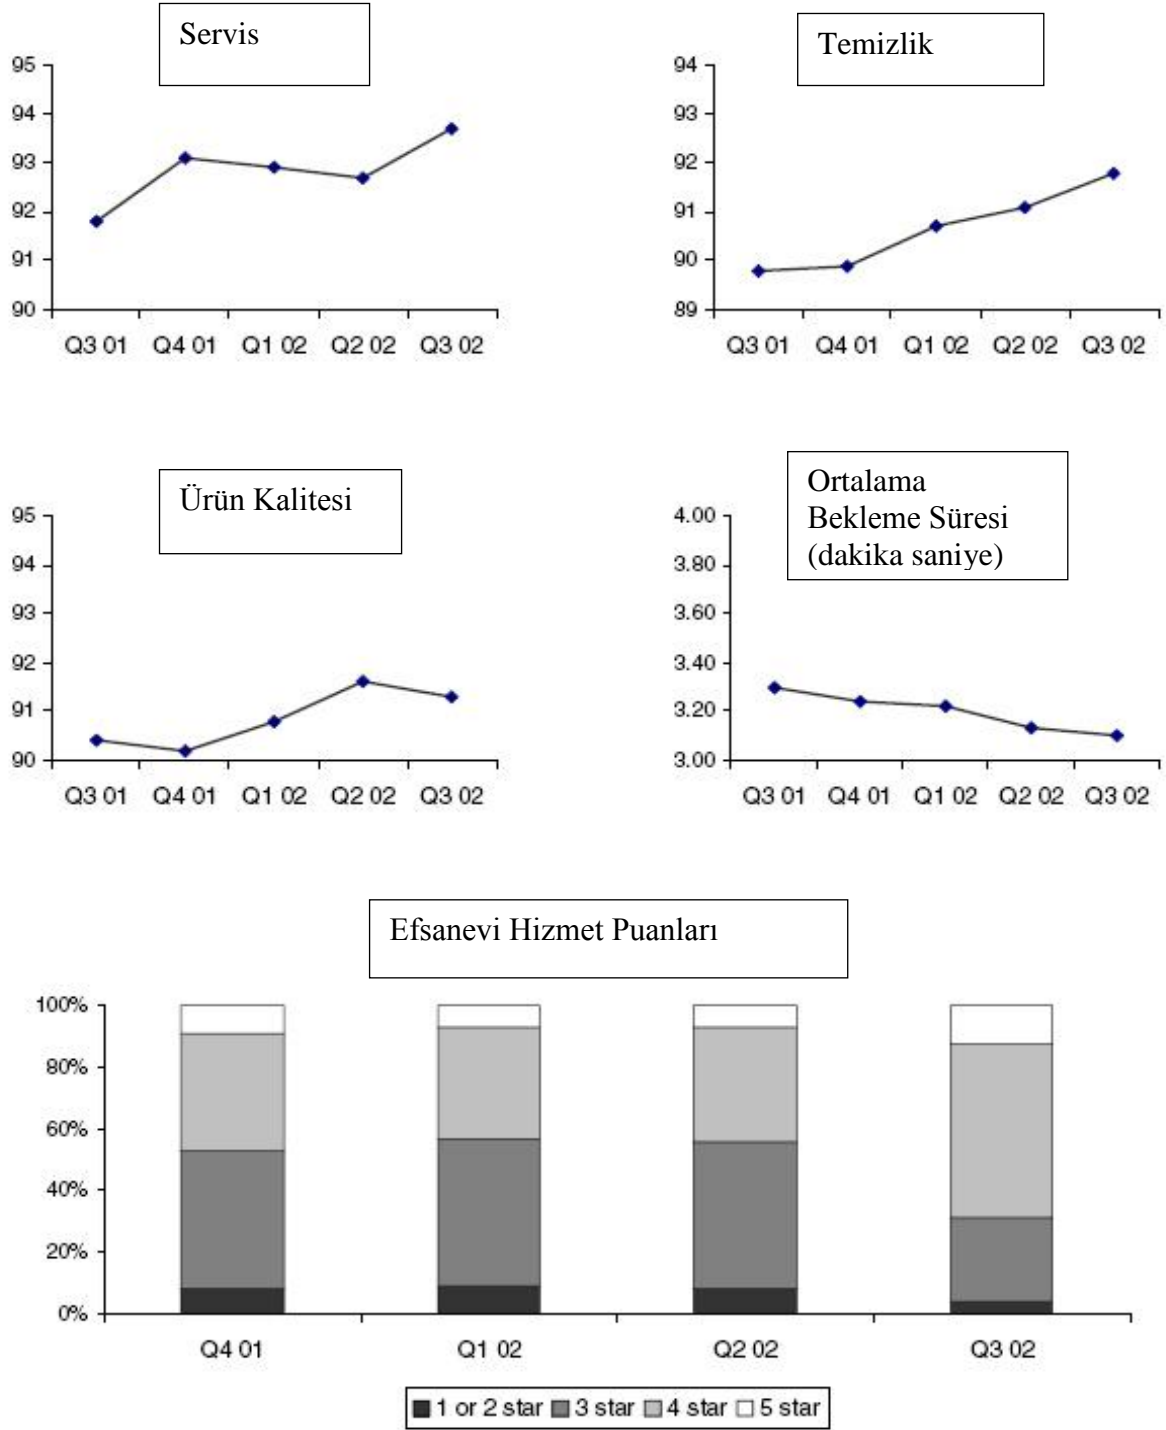 Servis
95
94
93
92
91
90
Q3 01 Q4 01 Q1 02 Q2 02 Q3 02
Temizlik
94
93
92
91
90
89
Q3 01 Q4 01 Q1 02 Q2 02 Q3 02
Ürün Kalitesi
95
94
93
92
91
90
Q3 01 Q4 01 Q1 02 Q2 02 Q3 02
Ortalama
Bekleme Süresi
(dakika saniye)
4.00
3.80
3.60
3.40
3.20
3.00
Q3 01 Q4 01 Q1 02 Q2 02 Q3 02
Efsanevi Hizmet Puanları
100%
80%
60%
40%
20%
0%
Q4 01 Q1 02 Q2 02 Q3 02
1 or 2 star 3 star 4 star 5 star